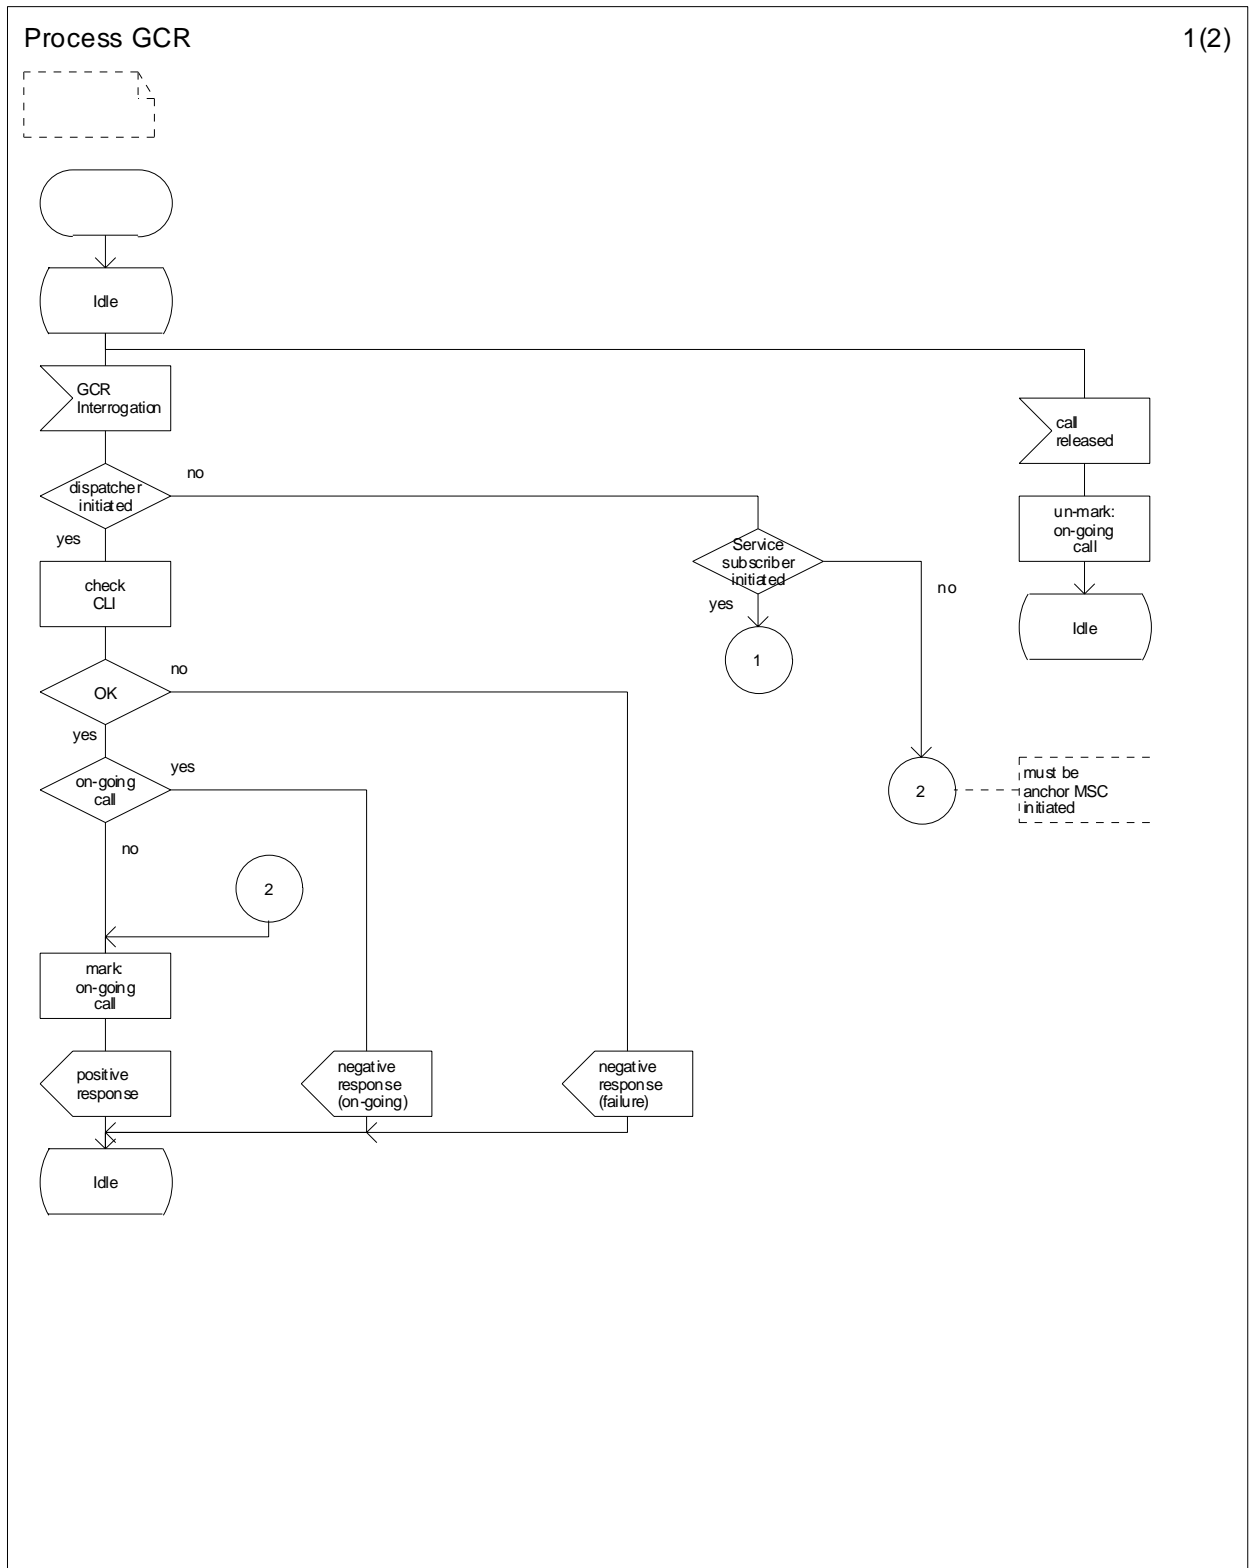 Process GCR
1(2)
Idle
GCR
Interrogation
call
released
no
dispatcher
initiated
yes
un-mark:
on-going
call
Service
subscriber
initiated
no
yes
check
CLI
1
Idle
no
OK
yes
on-going
call
yes
no
2
must be
anchor MSC
initiated
2
mark:
on-going
call
positive
response
negative
response
(on-going)
negative
response
(failure)
Idle